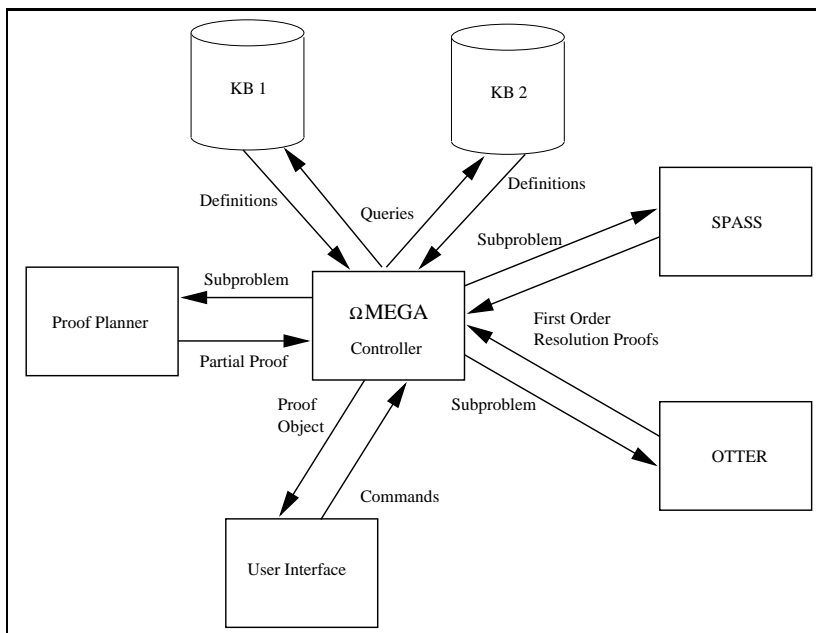 KB 1
KB 2
Definitions
Queries
Definitions
SPASS
Subproblem
Subproblem
ΩMEGA
Controller
Proof Planner
Partial Proof
First Order
Resolution Proofs
Proof
Object
Subproblem
OTTER
Commands
User Interface